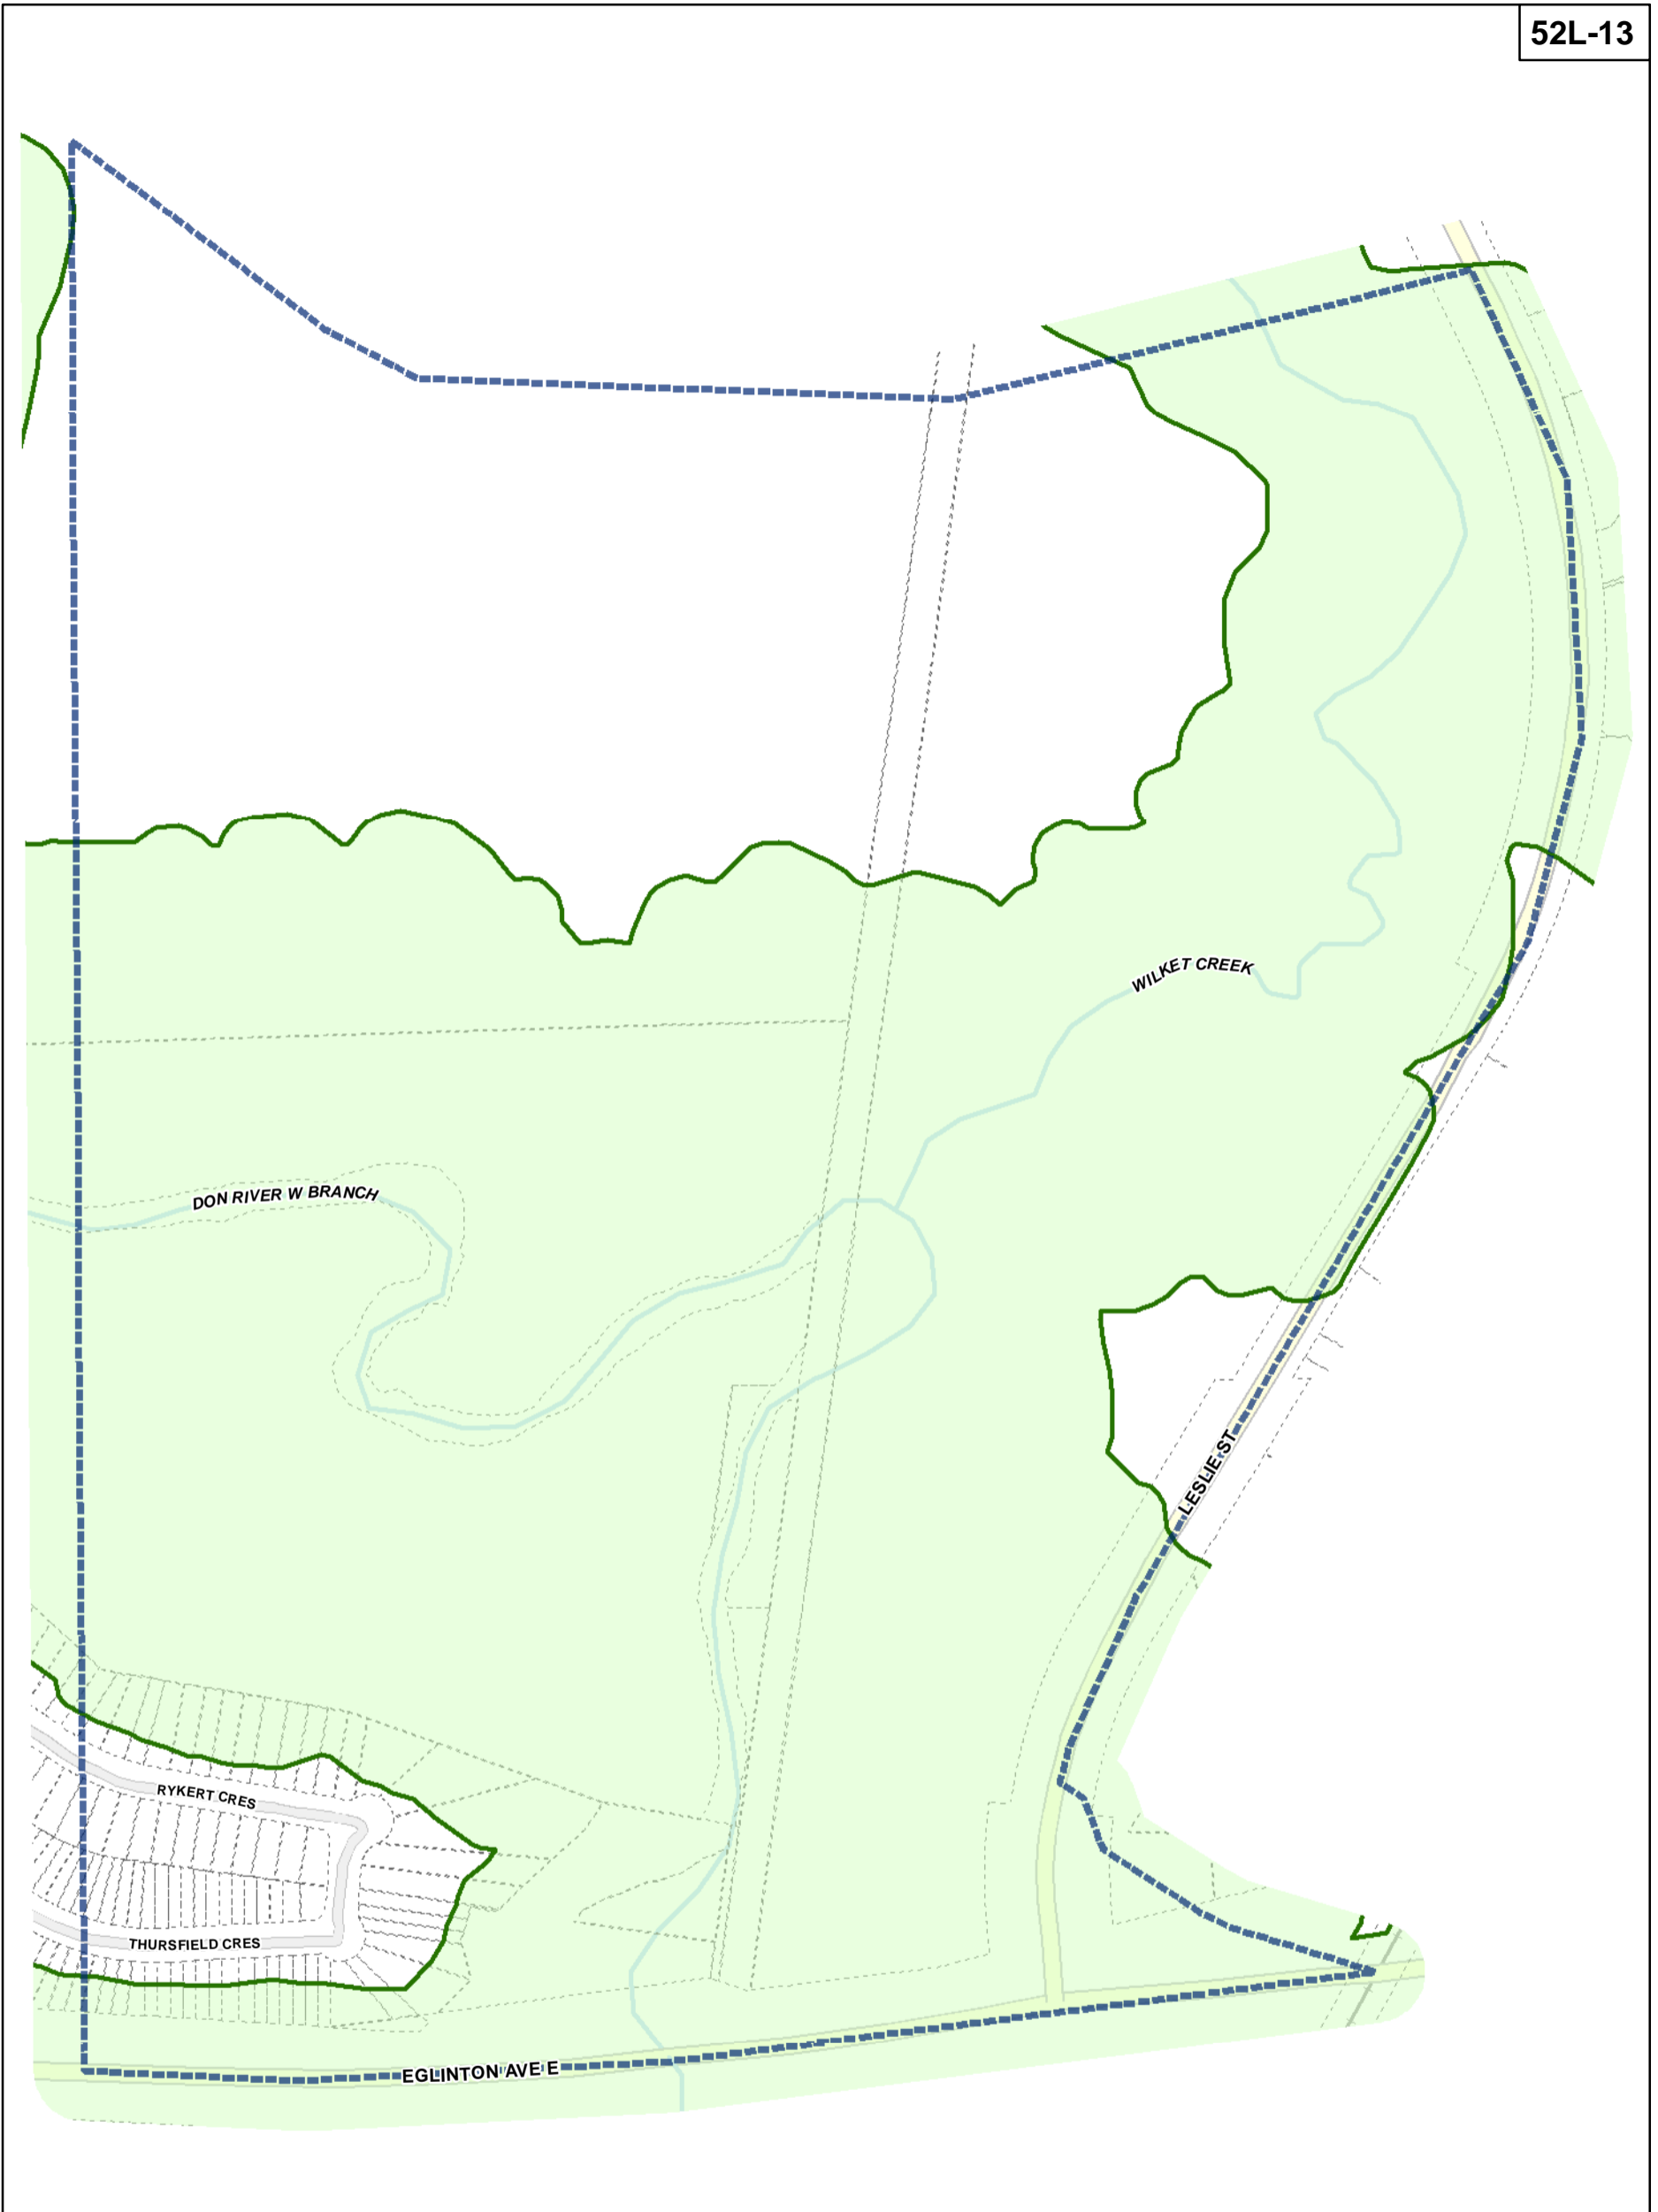 52L-13
WILKET CREEK
DON RIVER W BRANCH
LESLIE ST
RYKERT CRES
THURSFIELD CRES
EGLINTON AVE E